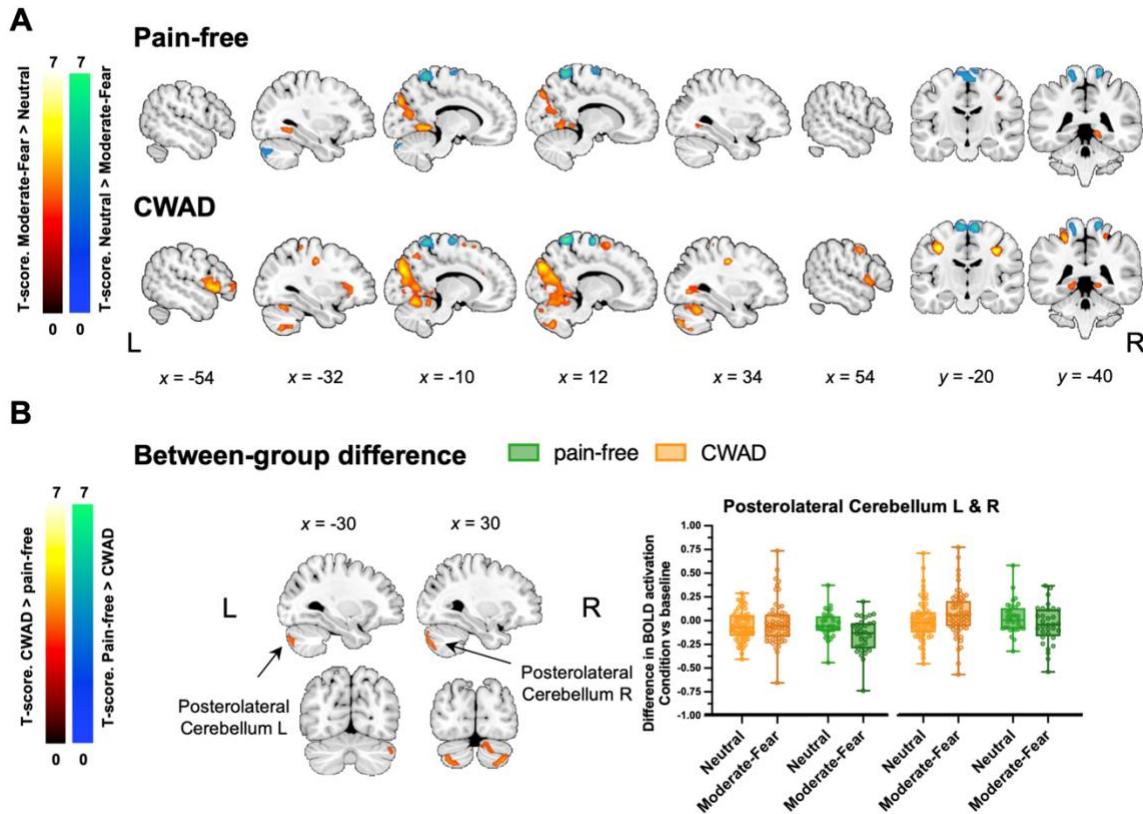 A
Pain-free
7 7
T-score. Moderate-Fear > Neutral
T-score. Neutral > Moderate-Fear
0 0
CWAD
L
R
x = -54 x = -32 x = -10 x = 12 x = 34 x = 54 y = -20 y = -40
B
Between-group difference
pain-free CWAD
7 7
T-score. CWAD > pain-free
T-score. Pain-free > CWAD
0 0
x = -30 x = 30
L R
Posterolateral
Cerebellum L
Posterolateral
Cerebellum R
Posterolateral Cerebellum L & R
Difference in BOLD activation
Condition vs baseline
1.00
0.75
0.50
0.25
0.00
-0.25
-0.50
-0.75
-1.00
Neutral
Moderate-Fear
Neutral
Moderate-Fear
Neutral
Moderate-Fear
Neutral
Moderate-Fear